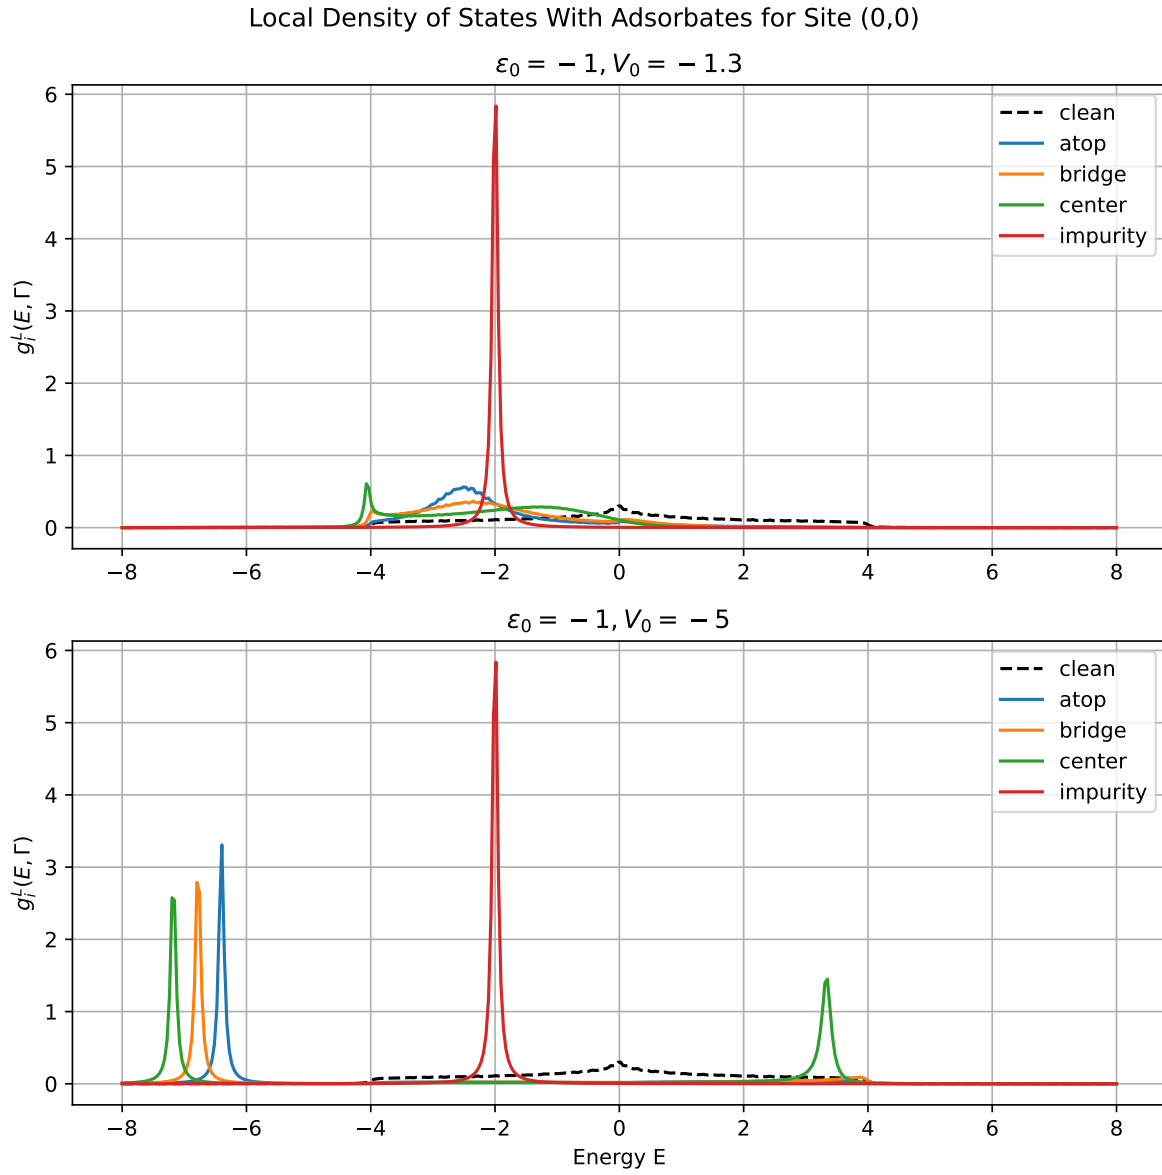 Local Density of States With Adsorbates for Site (0,0)
ε₀ = −1, V₀ = −1.3
6
5
4
3
2
1
0
gᵢᴸ(E, Γ)
clean
atop
bridge
center
impurity
−8 −6 −4 −2 0 2 4 6 8
ε₀ = −1, V₀ = −5
6
5
4
3
2
1
0
gᵢᴸ(E, Γ)
clean
atop
bridge
center
impurity
−8 −6 −4 −2 0 2 4 6 8
Energy E